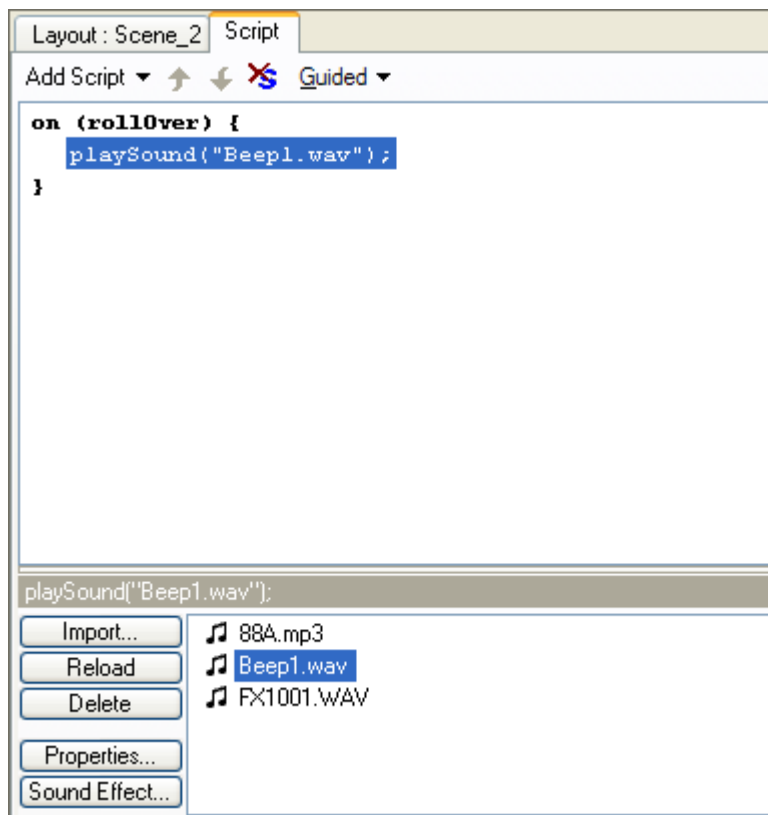 Layout : Scene_2 Script
Add Script Guided
on (rollOver) {
playSound("Beep1.wav");
}
playSound("Beep1.wav");
Import...
Reload
Delete
Properties...
Sound Effect...
88A.mp3
Beep1.wav
FX1001.WAV